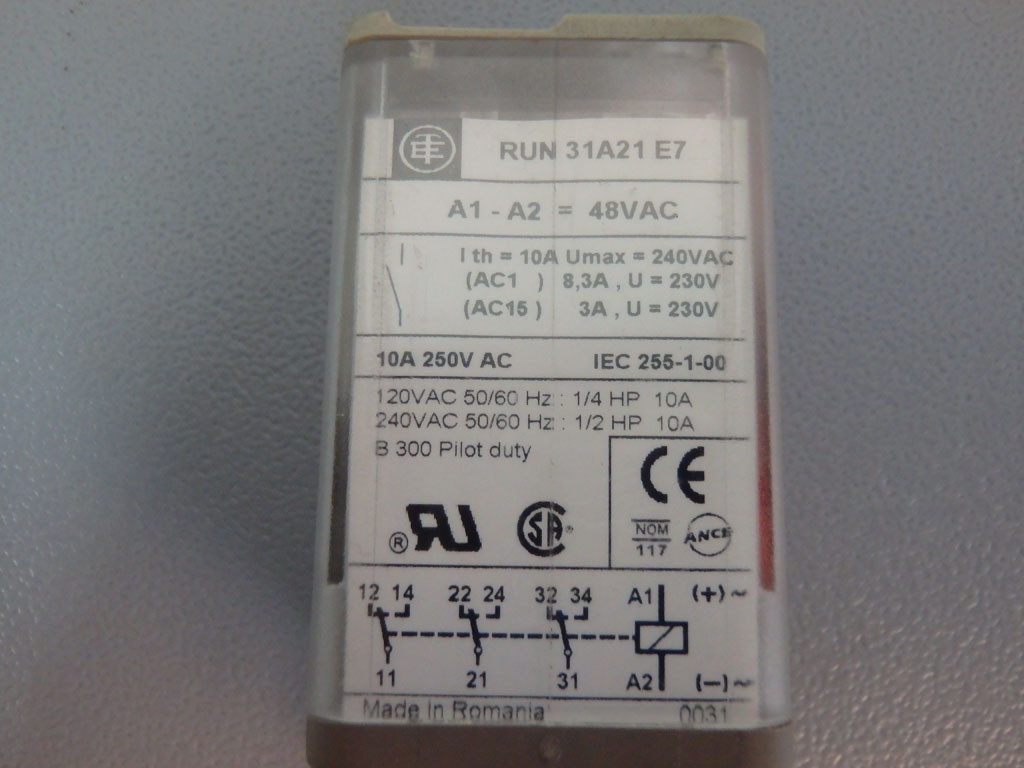 RUN 31A21 E7
A1 - A2 = 48VAC
I th = 10A Umax = 240VAC
(AC1 ) 8,3A , U = 230V
(AC15 ) 3A , U = 230V
10A 250V AC IEC 255-1-00
120VAC 50/60 Hz : 1/4 HP 10A
240VAC 50/60 Hz : 1/2 HP 10A
B 300 Pilot duty
CE
® RU SA ®
NOM ANCE
117
12 14 22 24 32 34 A1 (+) ~
11 21 31 A2 (—) ~
Made in Romania 0031